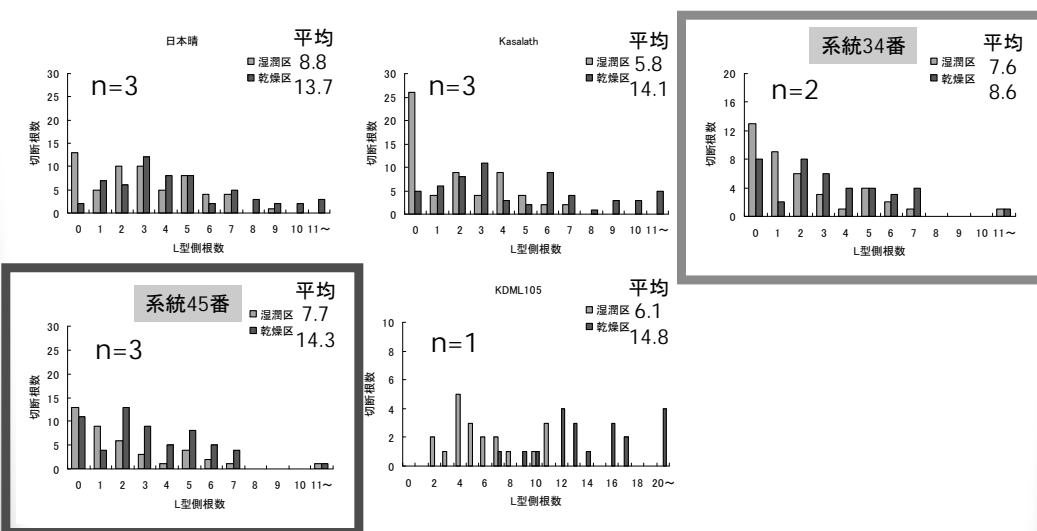 日本晴
平均
湿潤区 8.8
乾燥区 13.7
n=3
30
25
20
15
10
5
0
切断根数
0 1 2 3 4 5 6 7 8 9 10 11～
L型側根数
Kasalath
平均
湿潤区 5.8
乾燥区 14.1
n=3
30
25
20
15
10
5
0
切断根数
0 1 2 3 4 5 6 7 8 9 10 11～
L型側根数
系統34番
平均
湿潤区 7.6
乾燥区 8.6
n=2
20
16
12
8
4
0
切断根数
0 1 2 3 4 5 6 7 8 9 10 11～
L型側根数
系統45番
平均
湿潤区 7.7
乾燥区 14.3
n=3
30
25
20
15
10
5
0
切断根数
0 1 2 3 4 5 6 7 8 9 10 11～
L型側根数
KDML105
平均
湿潤区 6.1
乾燥区 14.8
n=1
10
8
6
4
2
0
切断根数
0 2 4 6 8 10 12 14 16 18 20～
L型側根数